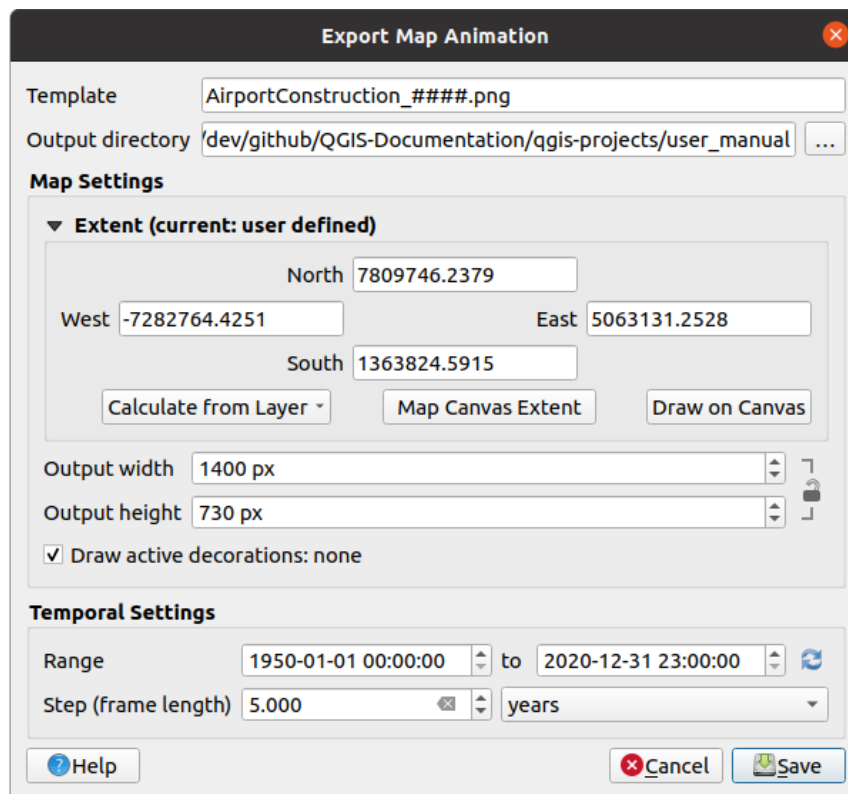 Export Map Animation
Template AirportConstruction_####.png
Output directory /dev/github/QGIS-Documentation/qgis-projects/user_manual ...
Map Settings
Extent (current: user defined)
North 7809746.2379
West -7282764.4251 East 5063131.2528
South 1363824.5915
Calculate from Layer Map Canvas Extent Draw on Canvas
Output width 1400 px
Output height 730 px
Draw active decorations: none
Temporal Settings
Range 1950-01-01 00:00:00 to 2020-12-31 23:00:00
Step (frame length) 5.000 years
Help Cancel Save